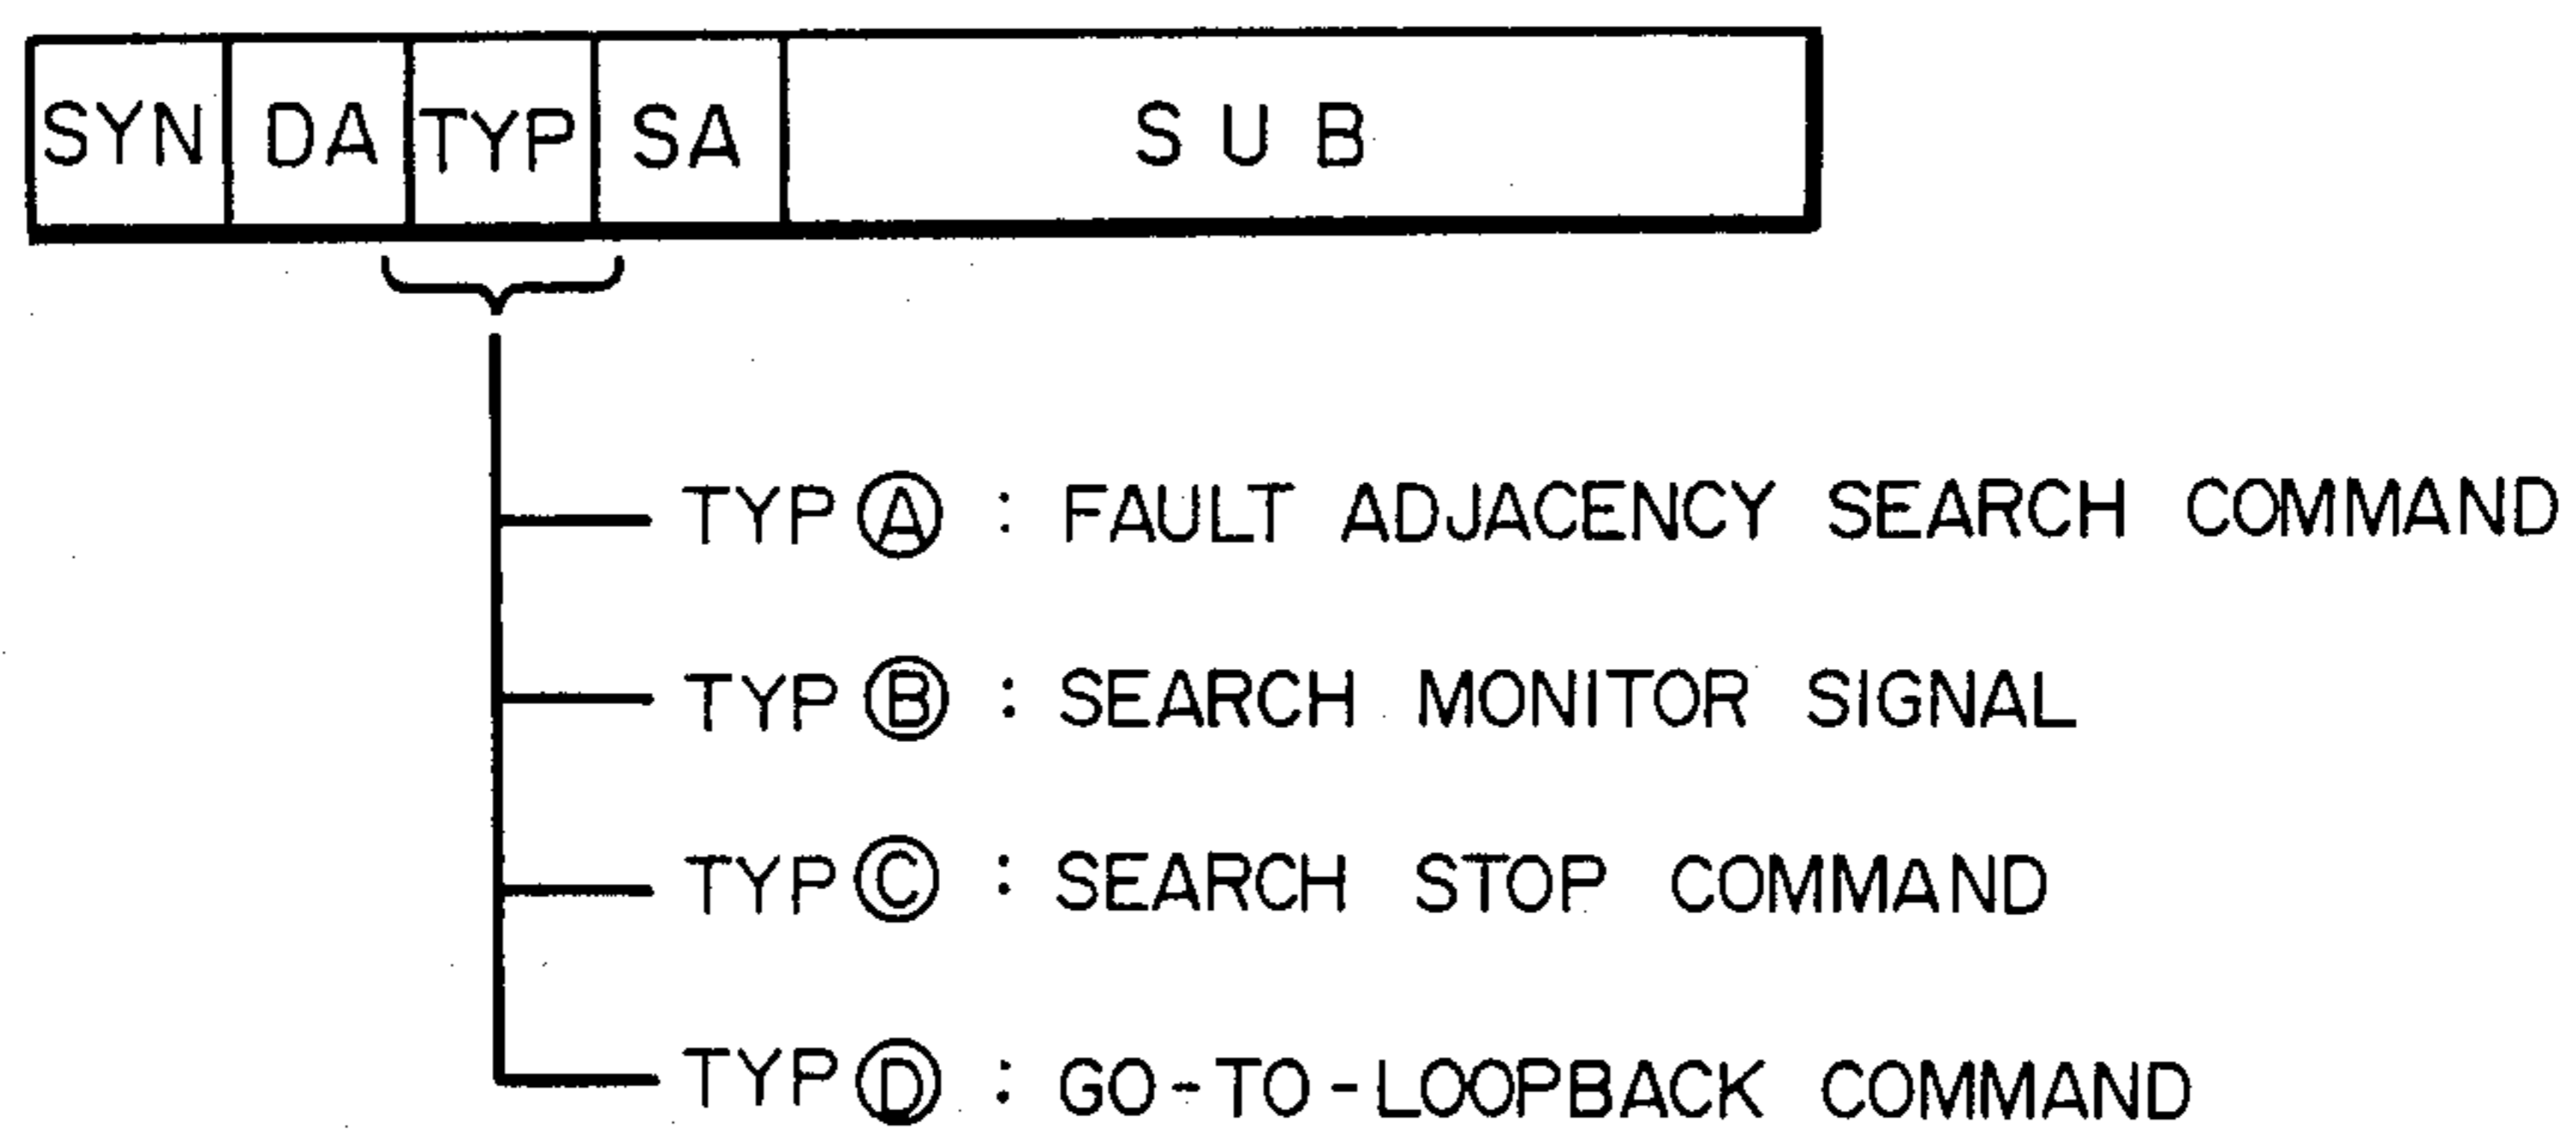 SYN DA TYP SA SUB
TYP Ⓐ : FAULT ADJACENCY SEARCH COMMAND
TYP Ⓑ : SEARCH MONITOR SIGNAL
TYP Ⓒ : SEARCH STOP COMMAND
TYP Ⓓ : GO-TO-LOOPBACK COMMAND